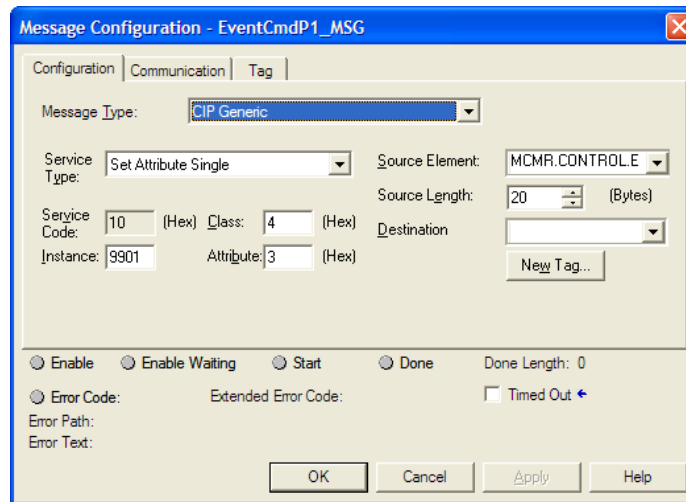 Message Configuration - EventCmdP1_MSG
Configuration Communication Tag
Message Type: CIP Generic
Service Type: Set Attribute Single
Source Element: MCMR.CONTROL.E
Source Length: 20 (Bytes)
Service Code: 10 (Hex) Class: 4 (Hex)
Destination
Instance: 9901 Attribute: 3 (Hex)
New Tag...
Enable Enable Waiting Start Done Done Length: 0
Error Code: Extended Error Code: Timed Out
Error Path:
Error Text:
OK Cancel Apply Help